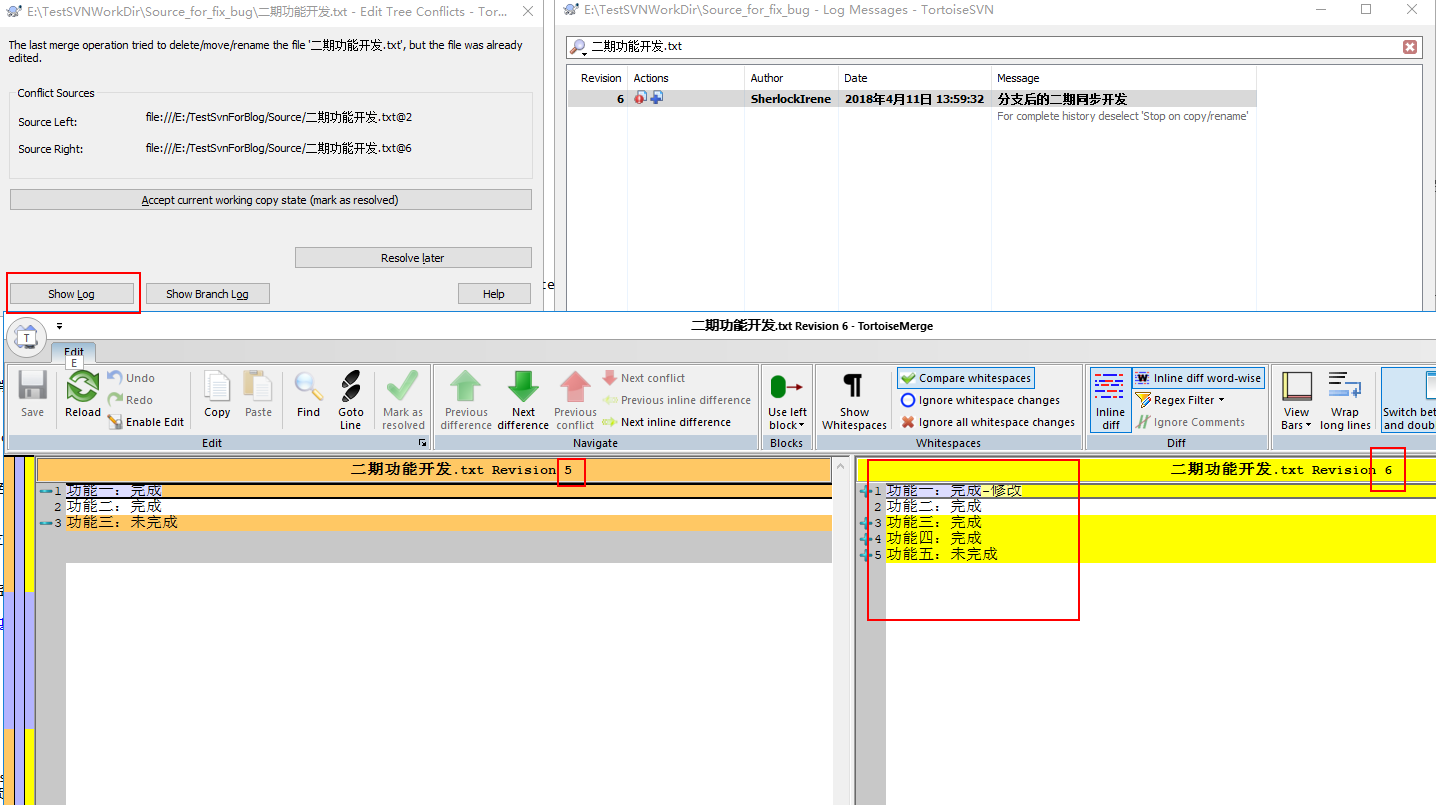 E:\TestSVNWorkDir\Source_for_fix_bug\二期功能开发.txt - Edit Tree Conflicts - Tor...
The last merge operation tried to delete/move/rename the file '二期功能开发.txt', but the file was already
edited.
Conflict Sources
Source Left: file:///E:/TestSvnForBlog/Source/二期功能开发.txt@2
Source Right: file:///E:/TestSvnForBlog/Source/二期功能开发.txt@6
Accept current working copy state (mark as resolved)
Resolve later
Show Log
Show Branch Log
Help
E:\TestSVNWorkDir\Source_for_fix_bug - Log Messages - TortoiseSVN
二期功能开发.txt
Revision Actions Author Date Message
6 SherlockIrene 2018年4月11日 13:59:32 分支后的二期同步开发
For complete history deselect 'Stop on copy/rename'
二期功能开发.txt Revision 6 - TortoiseMerge
T
Edit
E
Save
Reload
Undo
Redo
Enable Edit
Copy
Paste
Find
Goto
Line
Mark as
resolved
Edit
Previous
difference
Next
difference
Previous
conflict
Next conflict
Previous inline difference
Next inline difference
Navigate
Use left
block
Blocks
Show
Whitespaces
Compare whitespaces
Ignore whitespace changes
Ignore all whitespace changes
Whitespaces
Inline
diff
Inline diff word-wise
Regex Filter
Ignore Comments
Diff
View
Bars
Wrap
long lines
Switch bet
and doub
二期功能开发.txt Revision 5
1 功能一：完成
2 功能二：完成
3 功能三：未完成
二期功能开发.txt Revision 6
1 功能一：完成-修改
2 功能二：完成
3 功能三：完成
4 功能四：完成
5 功能五：未完成